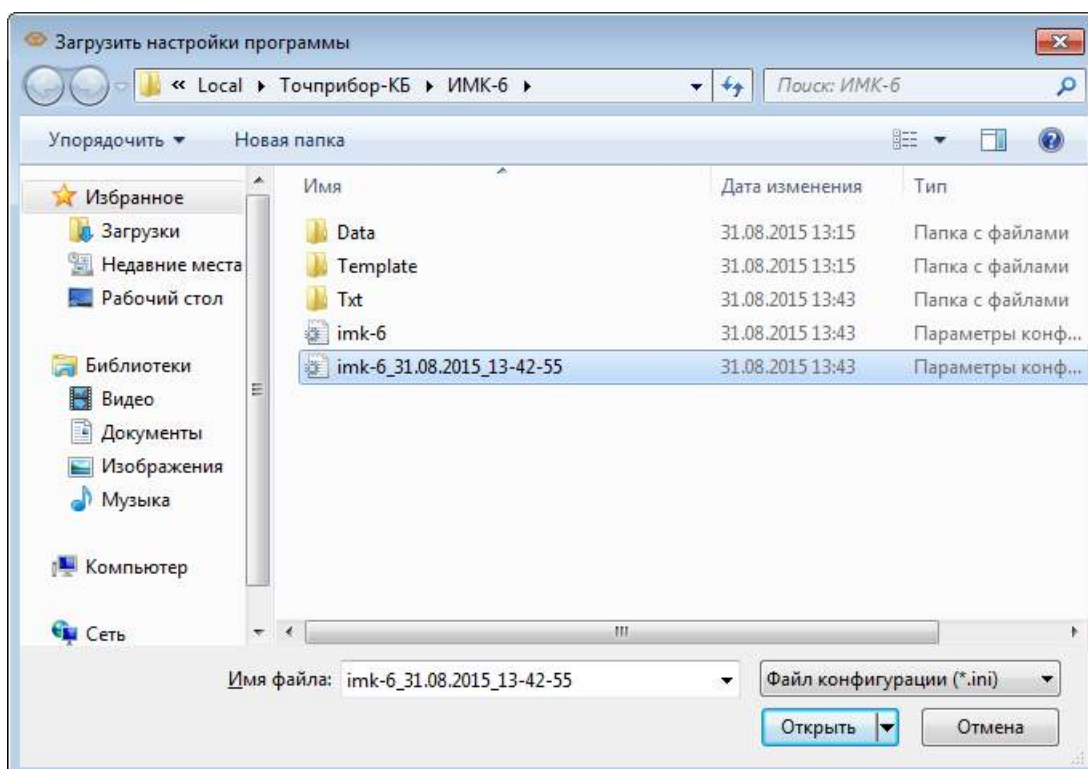 Загрузить настройки программы
« Local Точприбор-КБ ИМК-6 Поиск: ИМК-6
Упорядочить Новая папка
Избранное
Загрузки
Недавние места
Рабочий стол
Библиотеки
Видео
Документы
Изображения
Музыка
Компьютер
Сеть
Имя Дата изменения Тип
Data 31.08.2015 13:15 Папка с файлами
Template 31.08.2015 13:15 Папка с файлами
Txt 31.08.2015 13:43 Папка с файлами
imk-6 31.08.2015 13:43 Параметры конф...
imk-6_31.08.2015_13-42-55 31.08.2015 13:43 Параметры конф...
Имя файла: imk-6_31.08.2015_13-42-55 Файл конфигурации (*.ini)
Открыть Отмена